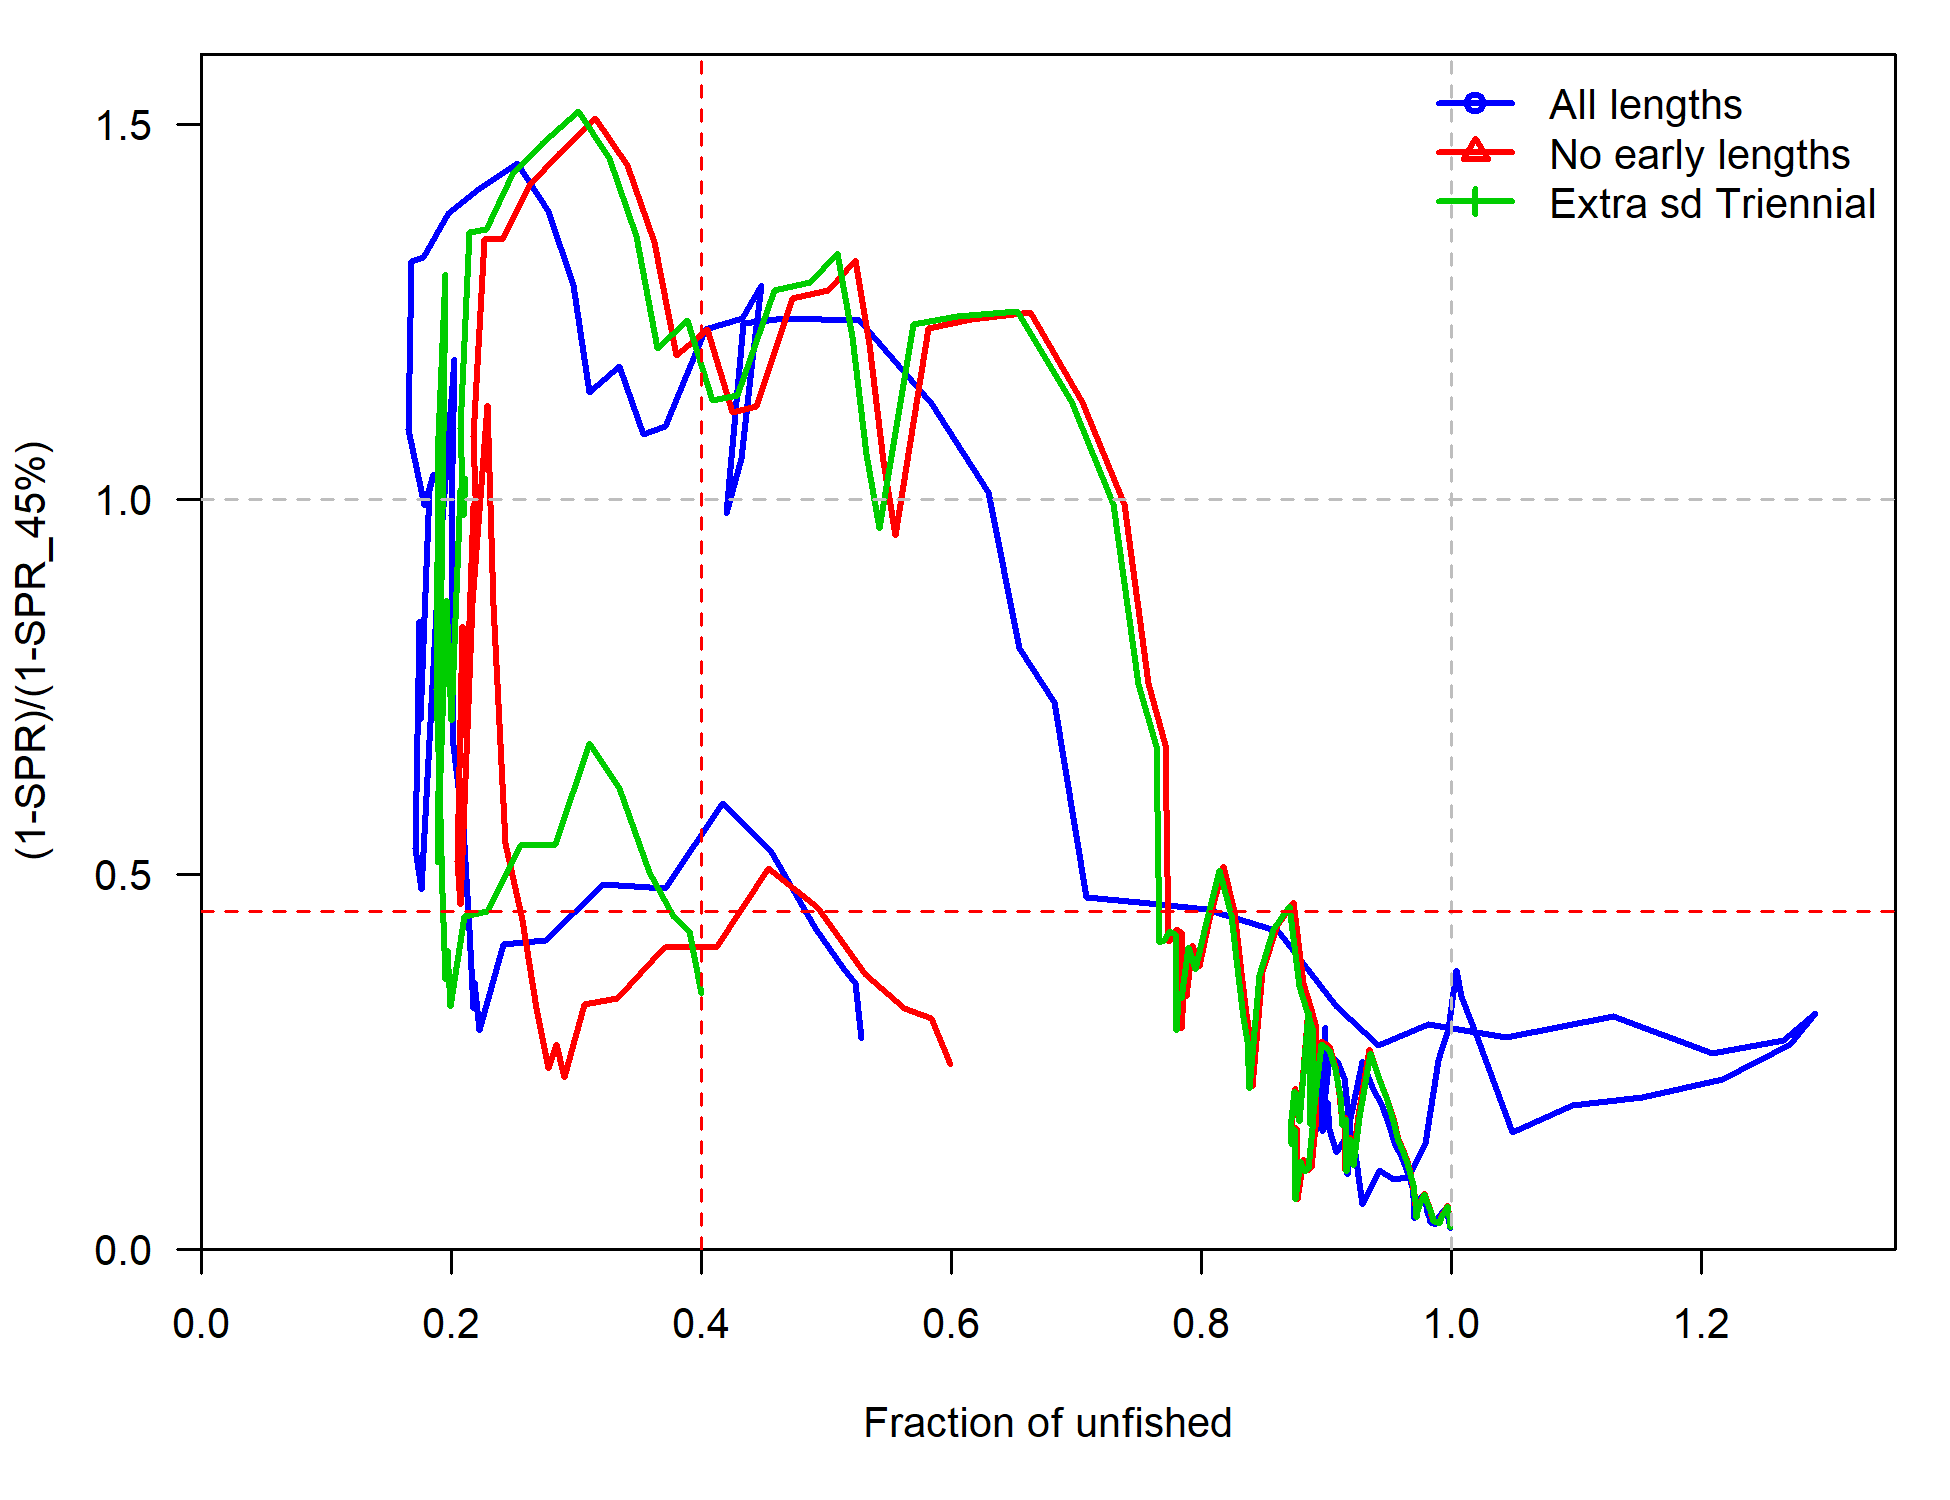 All lengths
No early lengths
Extra sd Triennial
(1-SPR)/(1-SPR_45%)
1.5
1.0
0.5
0.0
0.0 0.2 0.4 0.6 0.8 1.0 1.2
Fraction of unfished